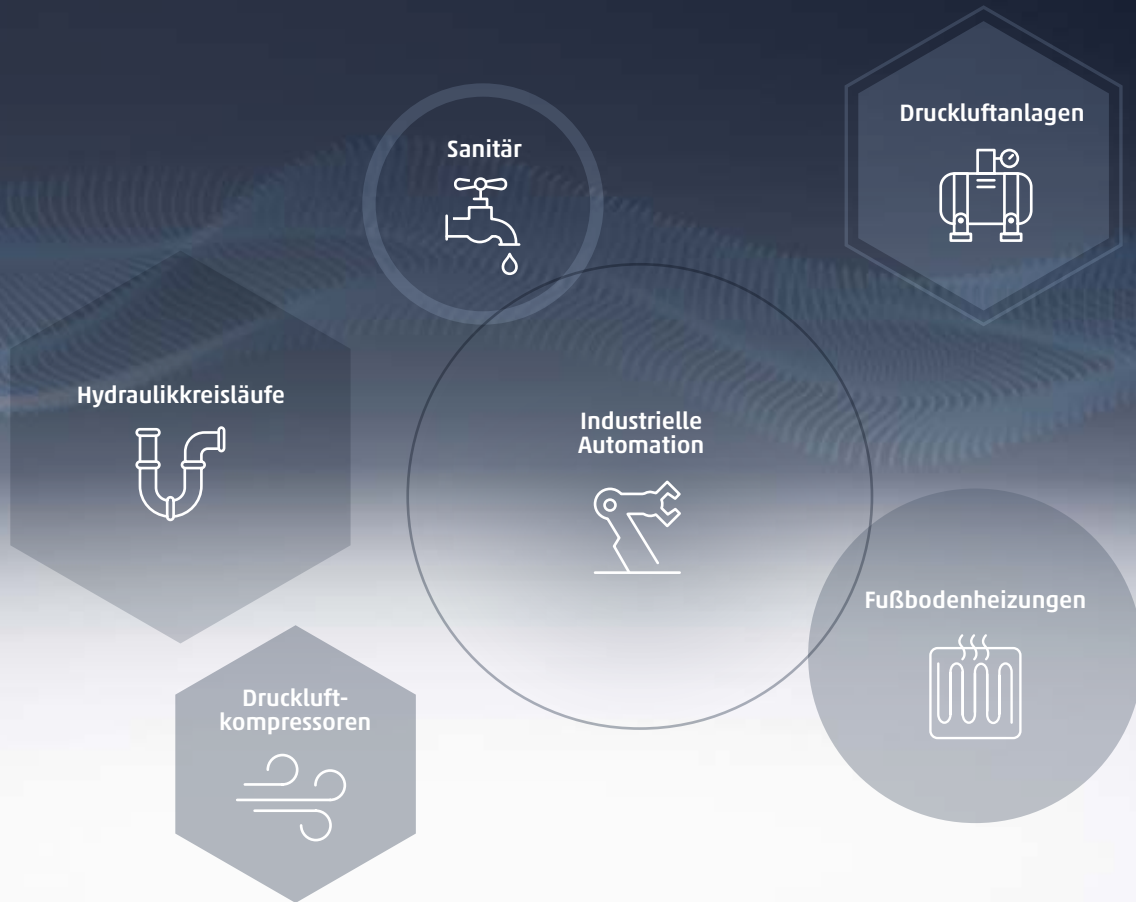 Sanitär
Druckluftanlagen
Hydraulikkreisläufe
Industrielle
Automation
Fußbodenheizungen
Druckluft-
kompressoren